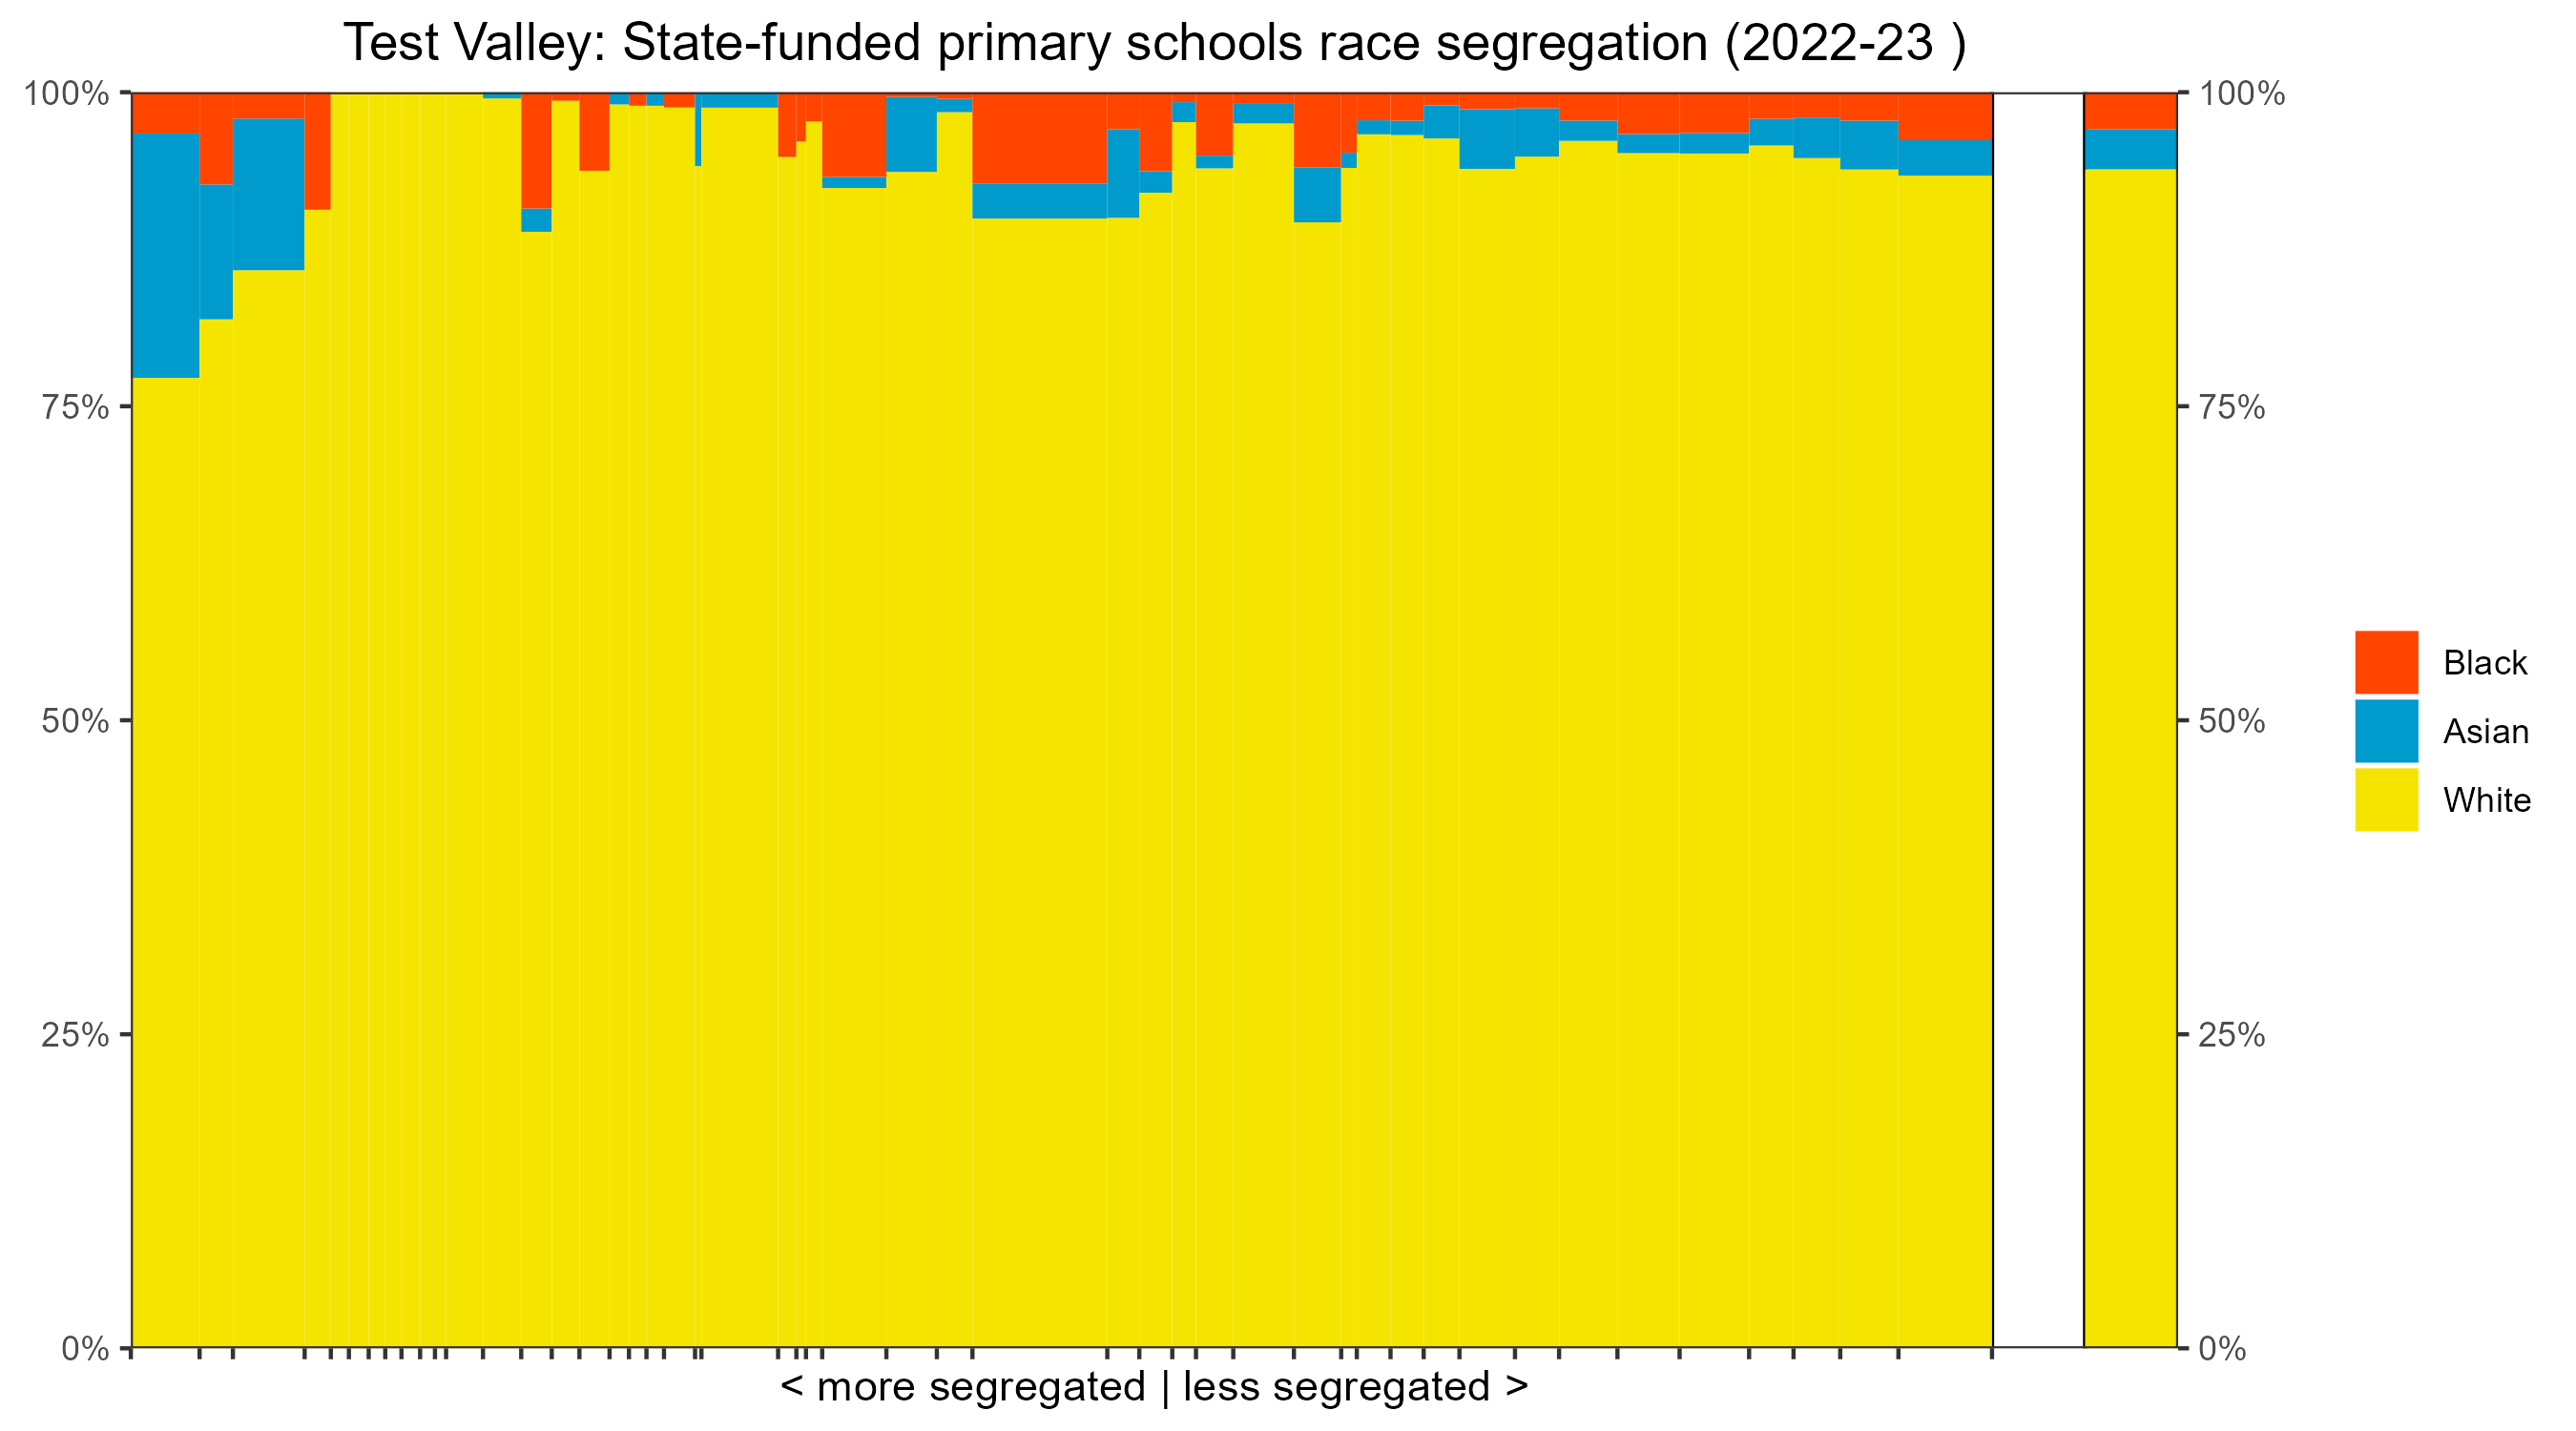 Test Valley: State-funded primary schools race segregation (2022-23 )
100%
75%
50%
25%
0%
100%
75%
50%
25%
0%
Black
Asian
White
< more segregated | less segregated >